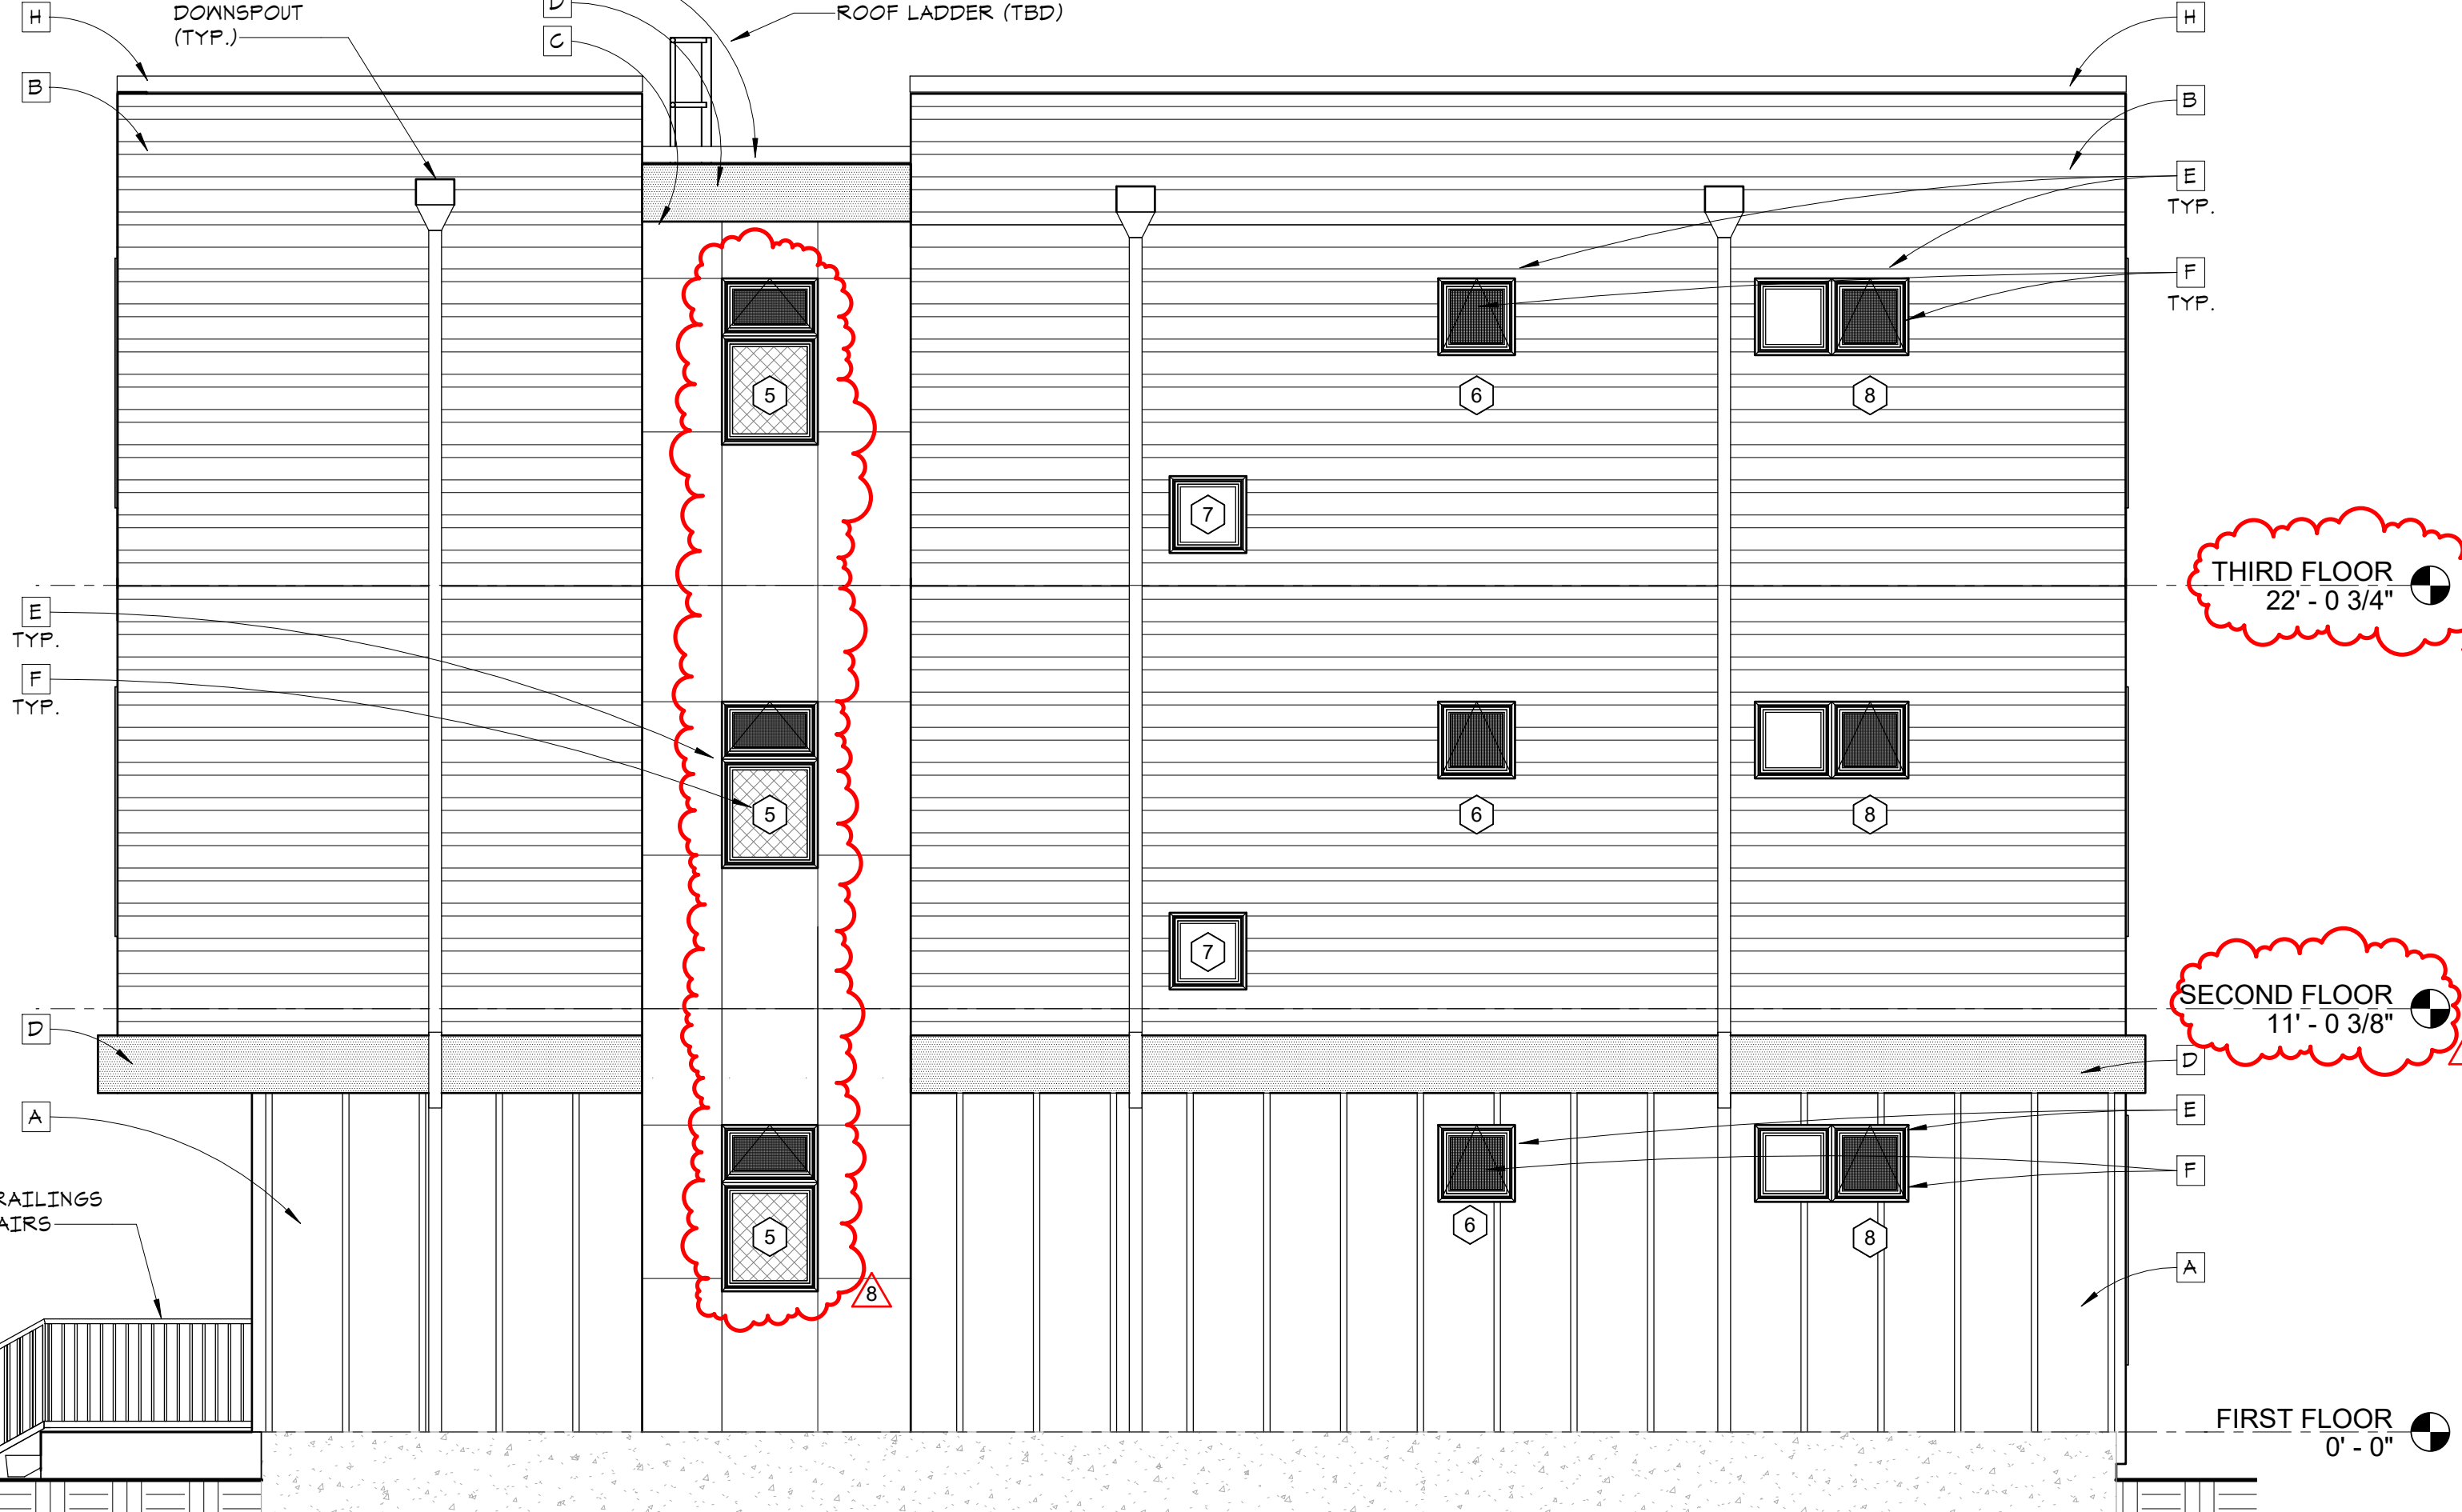 H
DOWNSPOUT
(TYP.)
D
C
ROOF LADDER (TBD)
H
B
B
E
TYP.
F
TYP.
5
6
8
7
THIRD FLOOR
22' - 0 3/4"
E
TYP.
F
TYP.
5
6
8
7
SECOND FLOOR
11' - 0 3/8"
D
D
A
E
F
RAILINGS
AIRS
5
6
8
A
8
FIRST FLOOR
0' - 0"